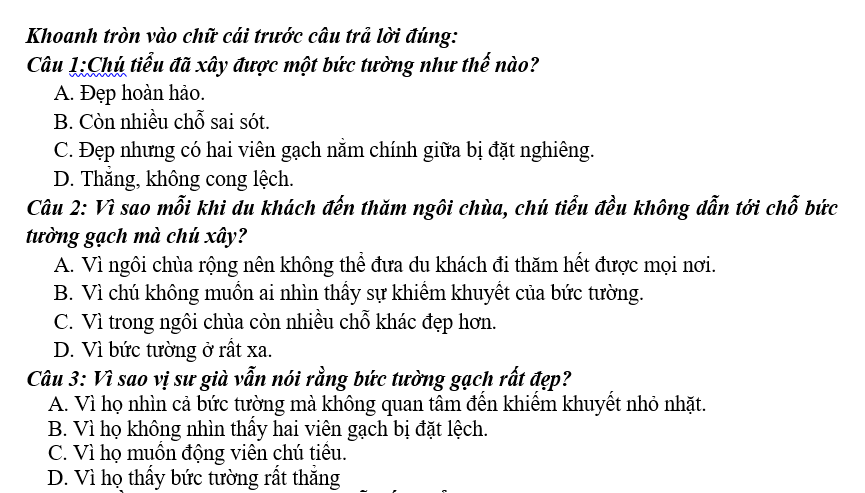 Khoanh tròn vào chữ cái trước câu trả lời đúng:
Câu 1:Chú tiểu đã xây được một bức tường như thế nào?
A. Đẹp hoàn hảo.
B. Còn nhiều chỗ sai sót.
C. Đẹp nhưng có hai viên gạch nằm chính giữa bị đặt nghiêng.
D. Thẳng, không cong lệch.
Câu 2: Vì sao mỗi khi du khách đến thăm ngôi chùa, chú tiểu đều không dẫn tới chỗ bức
tường gạch mà chú xây?
A. Vì ngôi chùa rộng nên không thể đưa du khách đi thăm hết được mọi nơi.
B. Vì chú không muốn ai nhìn thấy sự khiếm khuyết của bức tường.
C. Vì trong ngôi chùa còn nhiều chỗ khác đẹp hơn.
D. Vì bức tường ở rất xa.
Câu 3: Vì sao vị sư già vẫn nói rằng bức tường gạch rất đẹp?
A. Vì họ nhìn cả bức tường mà không quan tâm đến khiếm khuyết nhỏ nhặt.
B. Vì họ không nhìn thấy hai viên gạch bị đặt lệch.
C. Vì họ muốn động viên chú tiểu.
D. Vì họ thấy bức tường rất thẳng